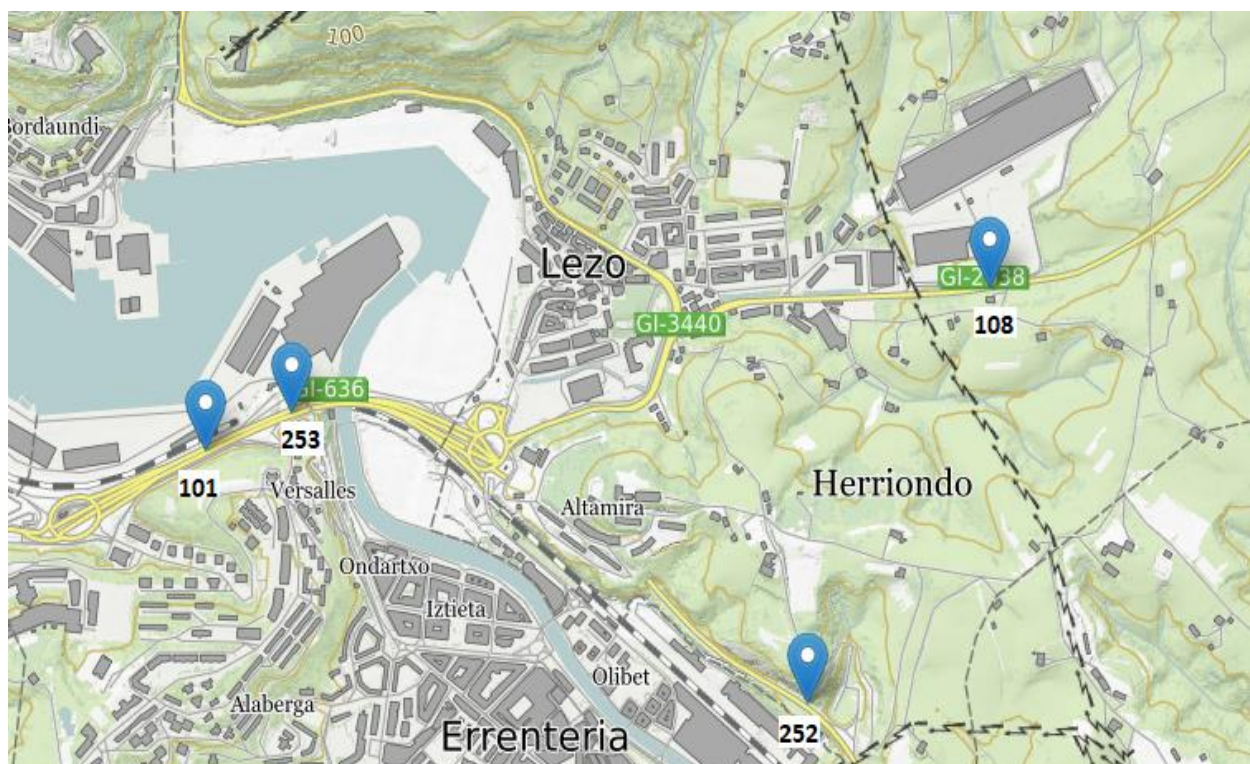 100
Bordaundi
Lezo
GI-2638
108
GI-3440
GI-636
253
101
Versalles
Herriondo
Altamira
Ondartxo
Iztieta
Olibet
Alaberga
252
Errenteria